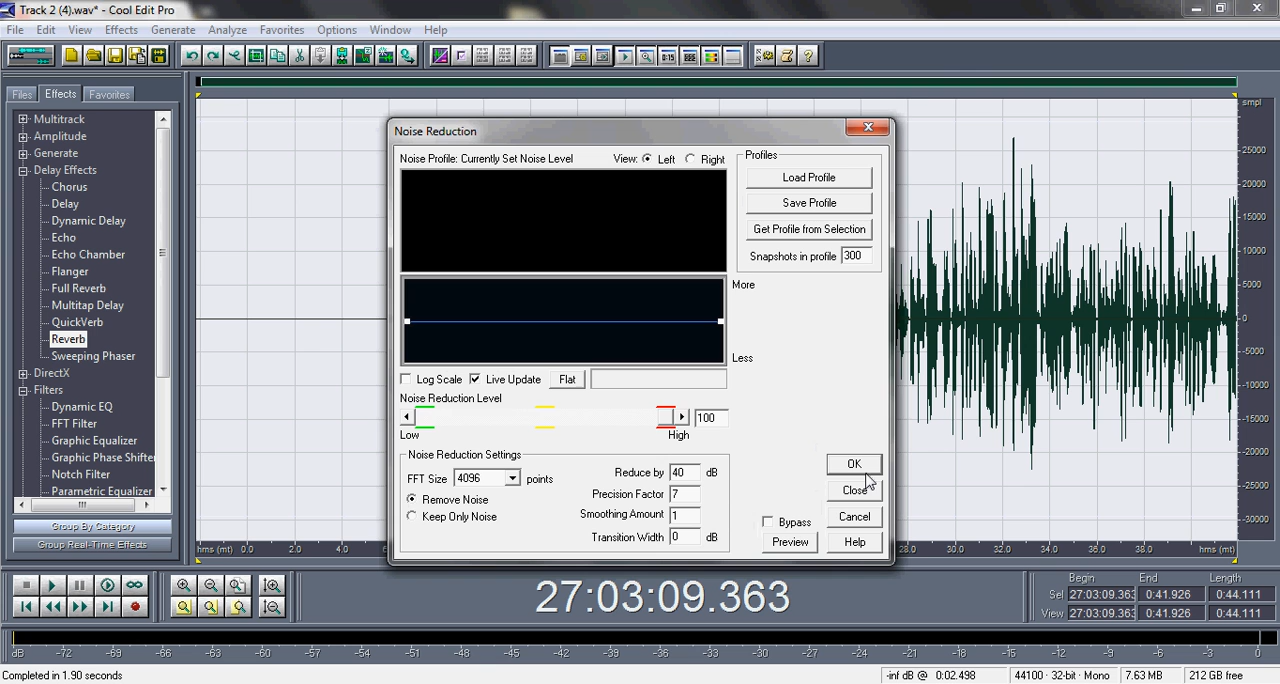 Track 2 (4).wav* - Cool Edit Pro
File Edit View Effects Generate Analyze Favorites Options Window Help
Files Effects Favorites
Multitrack
Amplitude
Generate
Delay Effects
Chorus
Delay
Dynamic Delay
Echo
Echo Chamber
Flanger
Full Reverb
Multitap Delay
QuickVerb
Reverb
Sweeping Phaser
DirectX
Filters
Dynamic EQ
FFT Filter
Graphic Equalizer
Graphic Phase Shifter
Notch Filter
Parametric Equalizer
Group By Category
Group Real-Time Effects
Noise Reduction
Noise Profile: Currently Set Noise Level View: Left Right
Profiles
Load Profile
Save Profile
Get Profile from Selection
Snapshots in profile 300
More
Less
Log Scale Live Update Flat
Noise Reduction Level
100
Low High
Noise Reduction Settings
FFT Size 4096 points
Remove Noise
Keep Only Noise
Reduce by 40 dB
Precision Factor 7
Smoothing Amount 1
Transition Width 0 dB
OK
Close
Cancel
Bypass
Preview Help
smpl
25000
20000
15000
10000
5000
0
-5000
-10000
-15000
-20000
-25000
-30000
hms (mt) 0.0 2.0 4.0 28.0 30.0 32.0 34.0 36.0 38.0 hms (mt)
27:03:09.363
Begin End Length
Sel 27:03:09.363 0:41.926 0:44.111
View 27:03:09.363 0:41.926 0:44.111
dB -72 -69 -66 -63 -60 -57 -54 -51 -48 -45 -42 -39 -36 -33 -30 -27 -24 -21 -18 -15 -12 -9 -6 -3 0
Completed in 1.90 seconds
-inf dB @ 0:02.498 44100 · 32-bit · Mono 7.63 MB 212 GB free